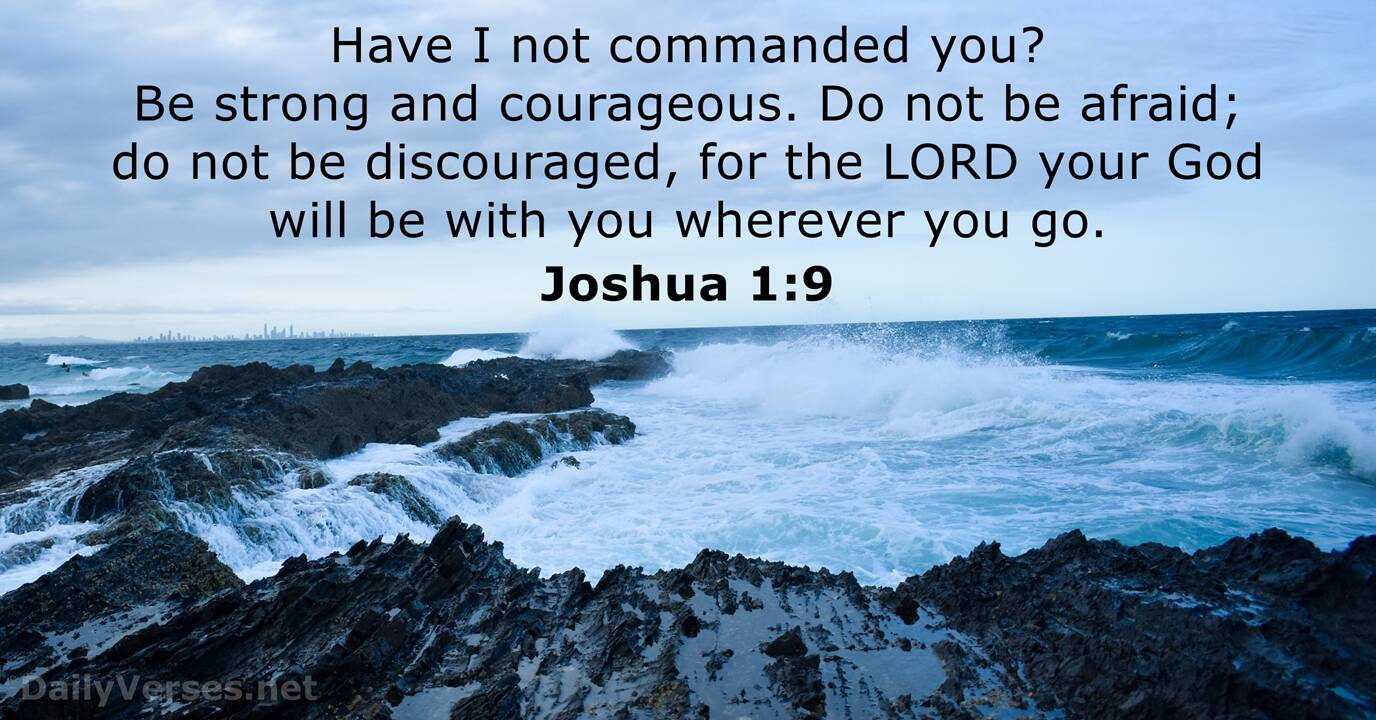 Have I not commanded you?
Be strong and courageous. Do not be afraid;
do not be discouraged, for the LORD your God
will be with you wherever you go.
Joshua 1:9
DailyVerses.net